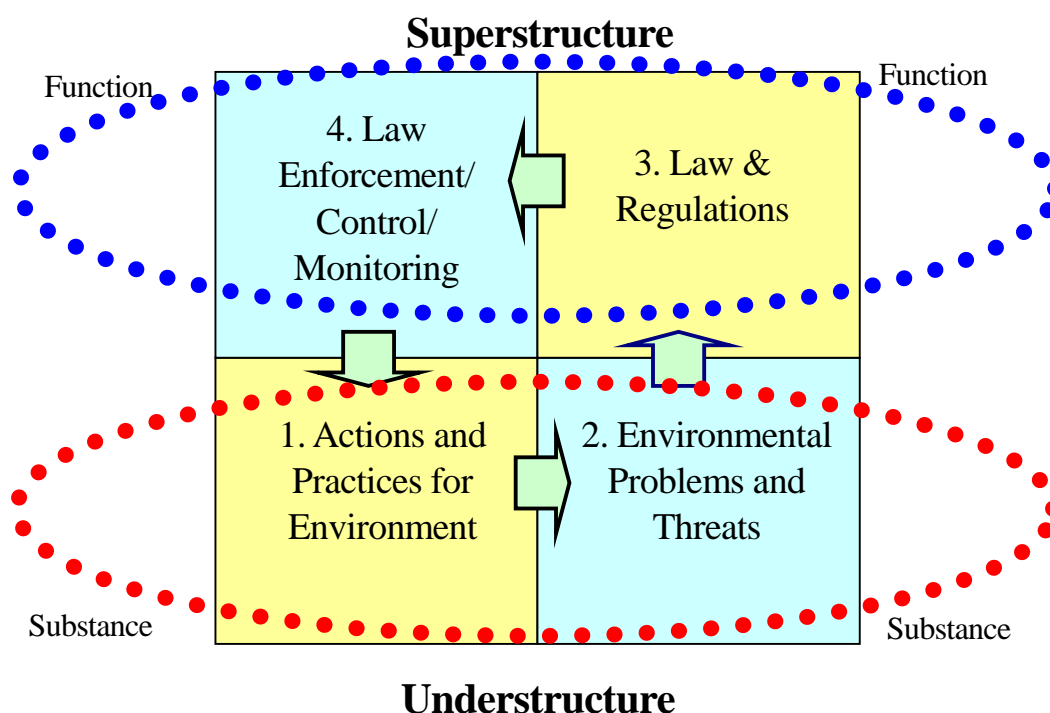 Superstructure
Function
Function
4. Law
Enforcement/
Control/
Monitoring
3. Law &
Regulations
1. Actions and
Practices for
Environment
2. Environmental
Problems and
Threats
Substance
Substance
Understructure